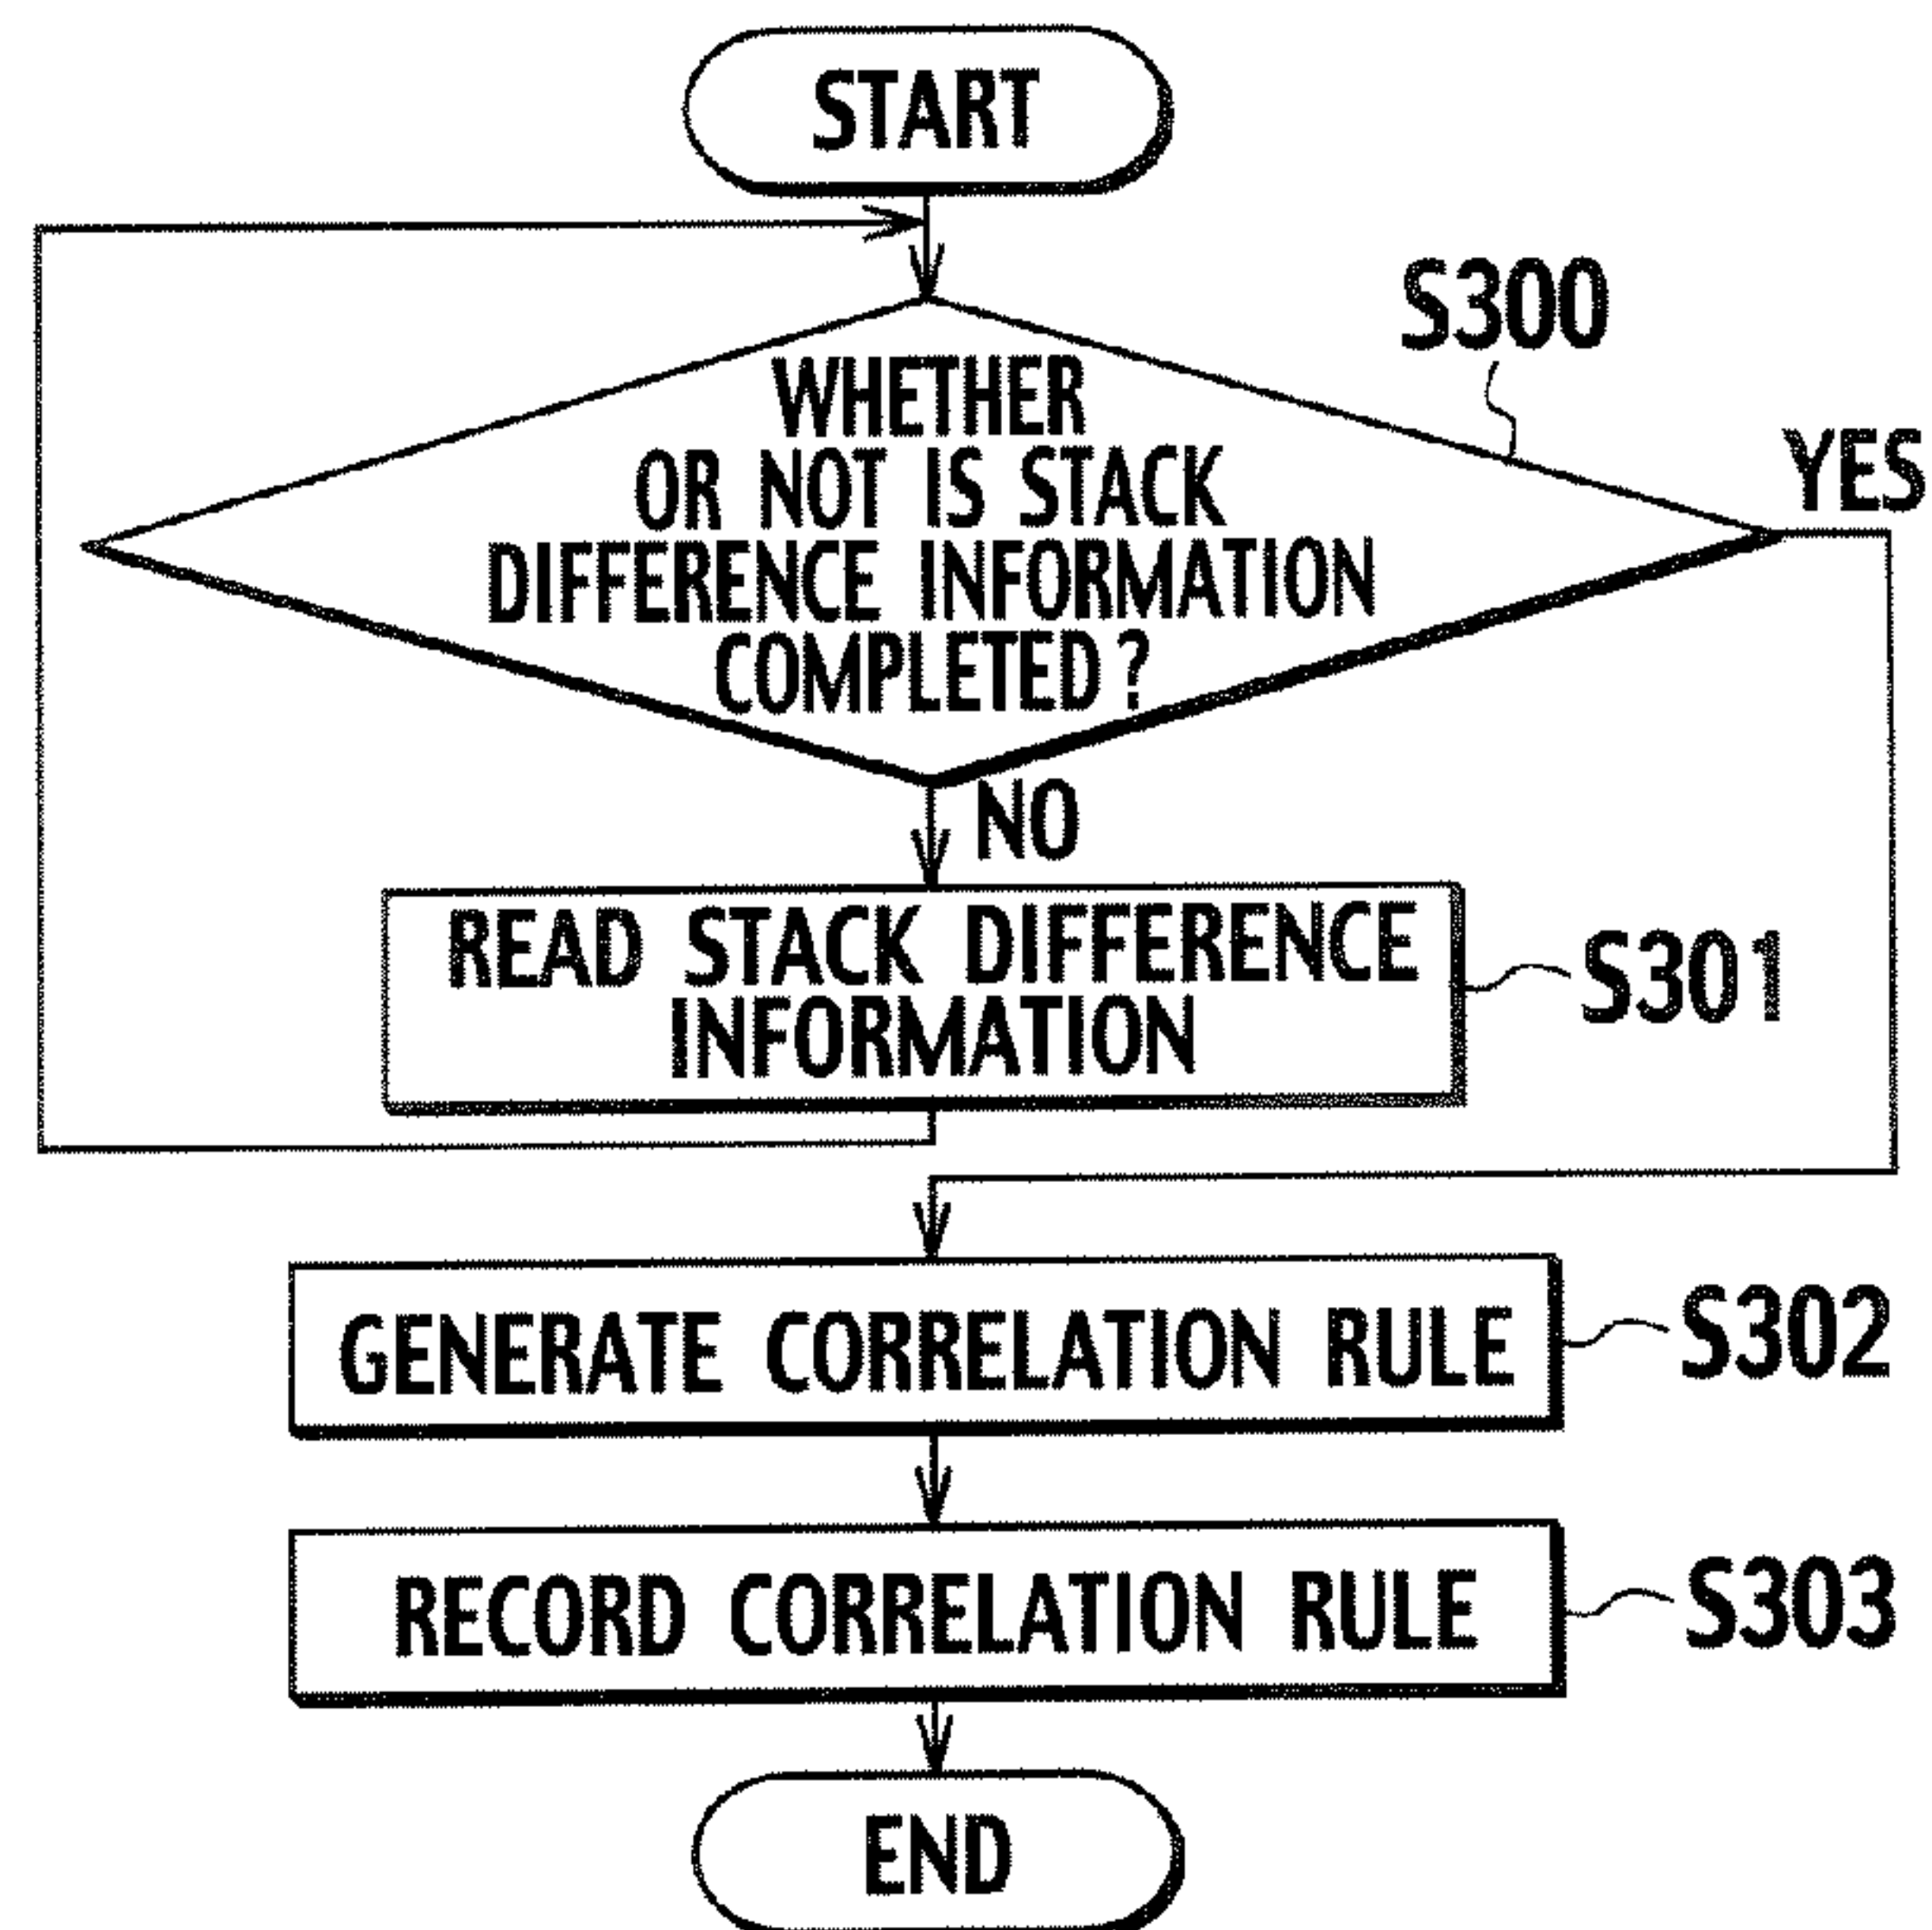 START
S300
WHETHER
OR NOT IS STACK
YES
DIFFERENCE INFORMATION
COMPLETED?
NO
READ STACK DIFFERENCE
INFORMATION
S301
GENERATE CORRELATION RULE
S302
RECORD CORRELATION RULE
S303
END